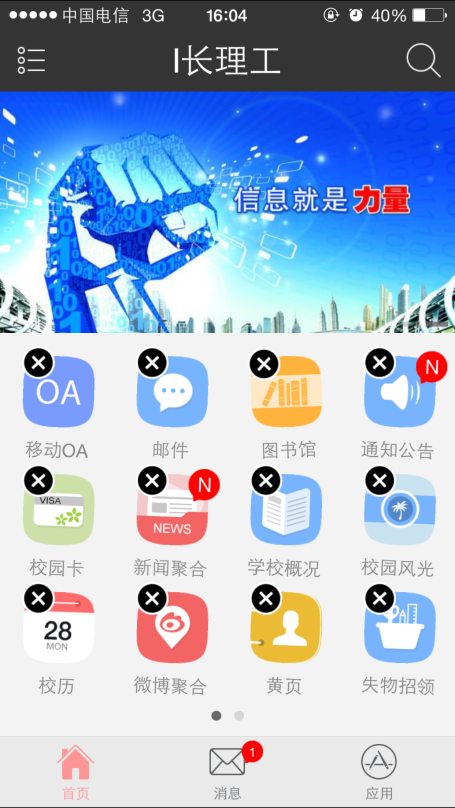 中国电信 3G 16:04 40%
I长理工
信息就是力量
N
OA
移动OA 邮件 图书馆 通知公告
N
VISA
NEWS
校园卡 新闻聚合 学校概况 校园风光
28
MON
校历 微博聚合 黄页 失物招领
1
首页 消息 应用